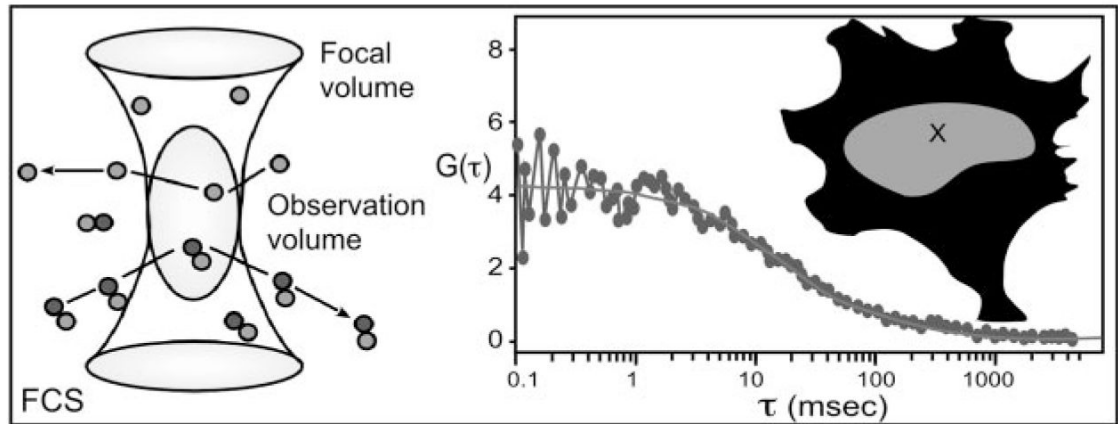 Focal
volume
Observation
volume
FCS
G(τ)
8
6
4
2
0
X
0.1 1 10 100 1000
τ (msec)